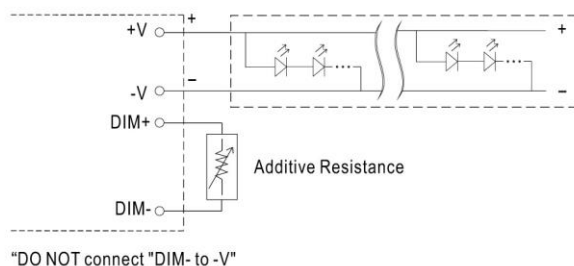 +V
+
-V
−
DIM+
DIM-
+
−
Additive Resistance
"DO NOT connect "DIM- to -V"